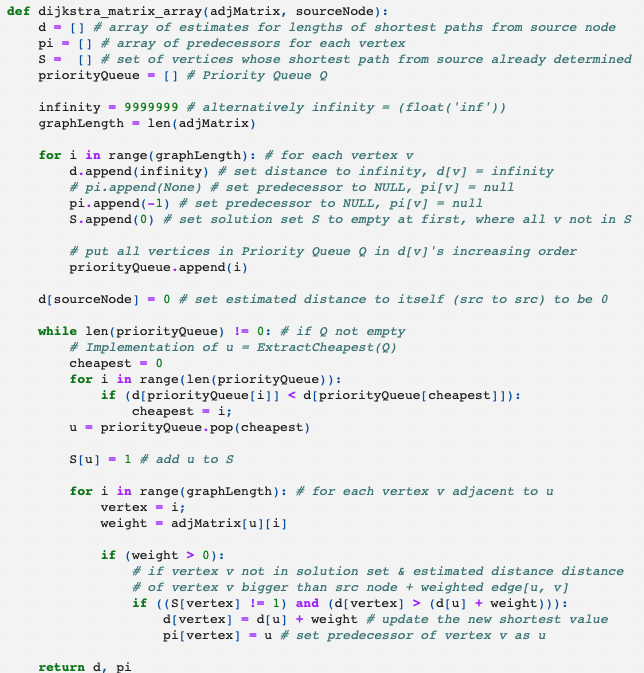 def dijkstra_matrix_array(adjMatrix, sourceNode):
    d = [] # array of estimates for lengths of shortest paths from source node
    pi = [] # array of predecessors for each vertex
    S =  [] # set of vertices whose shortest path from source already determined
    priorityQueue = [] # Priority Queue Q

    infinity = 9999999 # alternatively infinity = (float('inf'))
    graphLength = len(adjMatrix)

    for i in range(graphLength): # for each vertex v
        d.append(infinity) # set distance to infinity, d[v] = infinity
        # pi.append(None) # set predecessor to NULL, pi[v] = null
        pi.append(-1) # set predecessor to NULL, pi[v] = null
        S.append(0) # set solution set S to empty at first, where all v not in S

        # put all vertices in Priority Queue Q in d[v]'s increasing order
        priorityQueue.append(i)

    d[sourceNode] = 0 # set estimated distance to itself (src to src) to be 0

    while len(priorityQueue) != 0: # if Q not empty
        # Implementation of u = ExtractCheapest(Q)
        cheapest = 0
        for i in range(len(priorityQueue)):
            if (d[priorityQueue[i]] < d[priorityQueue[cheapest]]):
                cheapest = i;
        u = priorityQueue.pop(cheapest)

        S[u] = 1 # add u to S

        for i in range(graphLength): # for each vertex v adjacent to u
            vertex = i;
            weight = adjMatrix[u][i]

            if (weight > 0):
                # if vertex v not in solution set & estimated distance distance
                # of vertex v bigger than src node + weighted edge[u, v]
                if ((S[vertex] != 1) and (d[vertex] > (d[u] + weight))):
                    d[vertex] = d[u] + weight # update the new shortest value
                    pi[vertex] = u # set predecessor of vertex v as u

    return d, pi